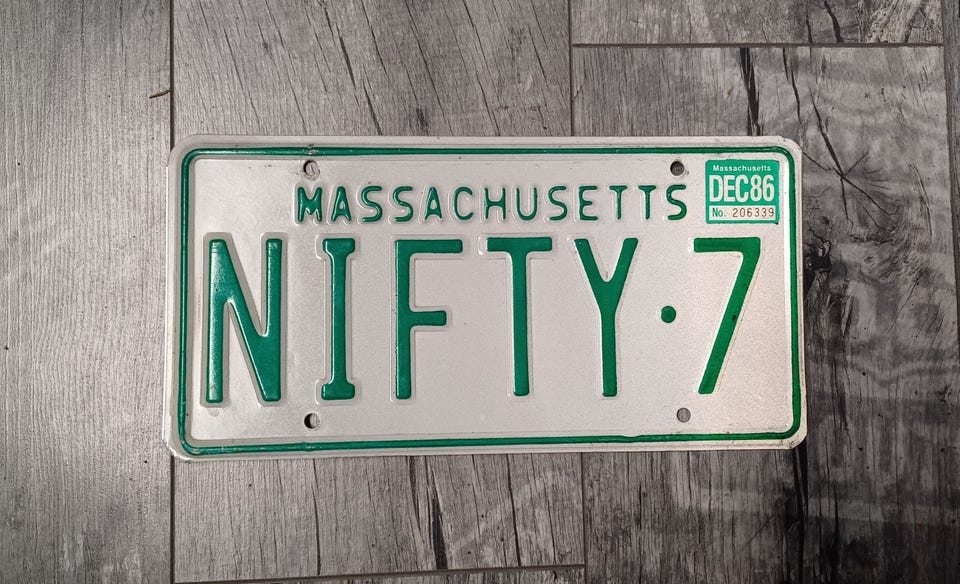 Massachusetts
DEC86
No. 206339
MASSACHUSETTS
NIFTY·7